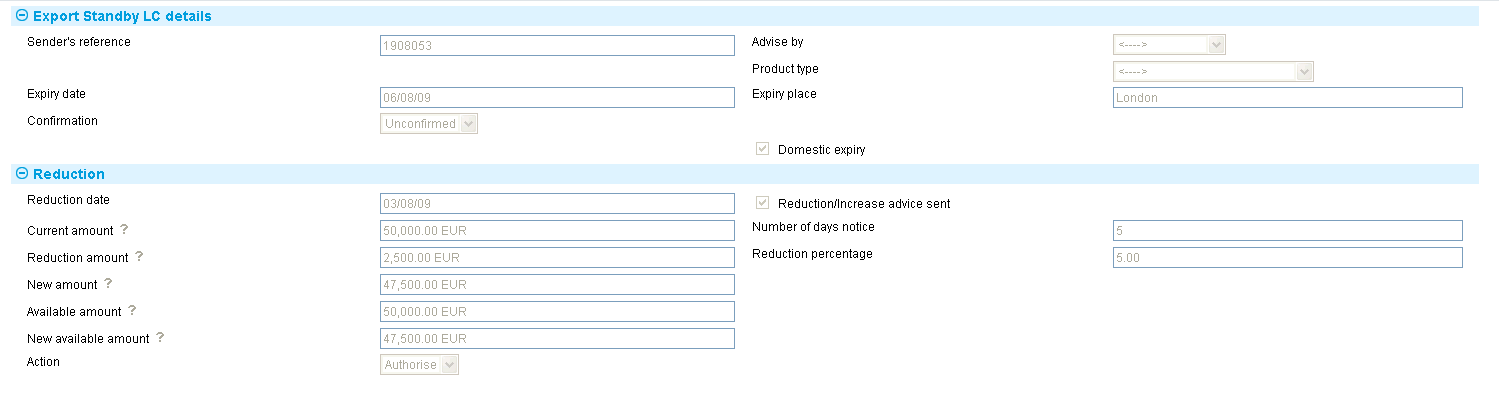 Export Standby LC details
Sender's reference 1908053 Advise by <---->
Product type <---->
Expiry date 06/08/09 Expiry place London
Confirmation Unconfirmed
Domestic expiry
Reduction
Reduction date 03/08/09 Reduction/Increase advice sent
Current amount ? 50,000.00 EUR Number of days notice 5
Reduction amount ? 2,500.00 EUR Reduction percentage 5.00
New amount ? 47,500.00 EUR
Available amount ? 50,000.00 EUR
New available amount ? 47,500.00 EUR
Action Authorise